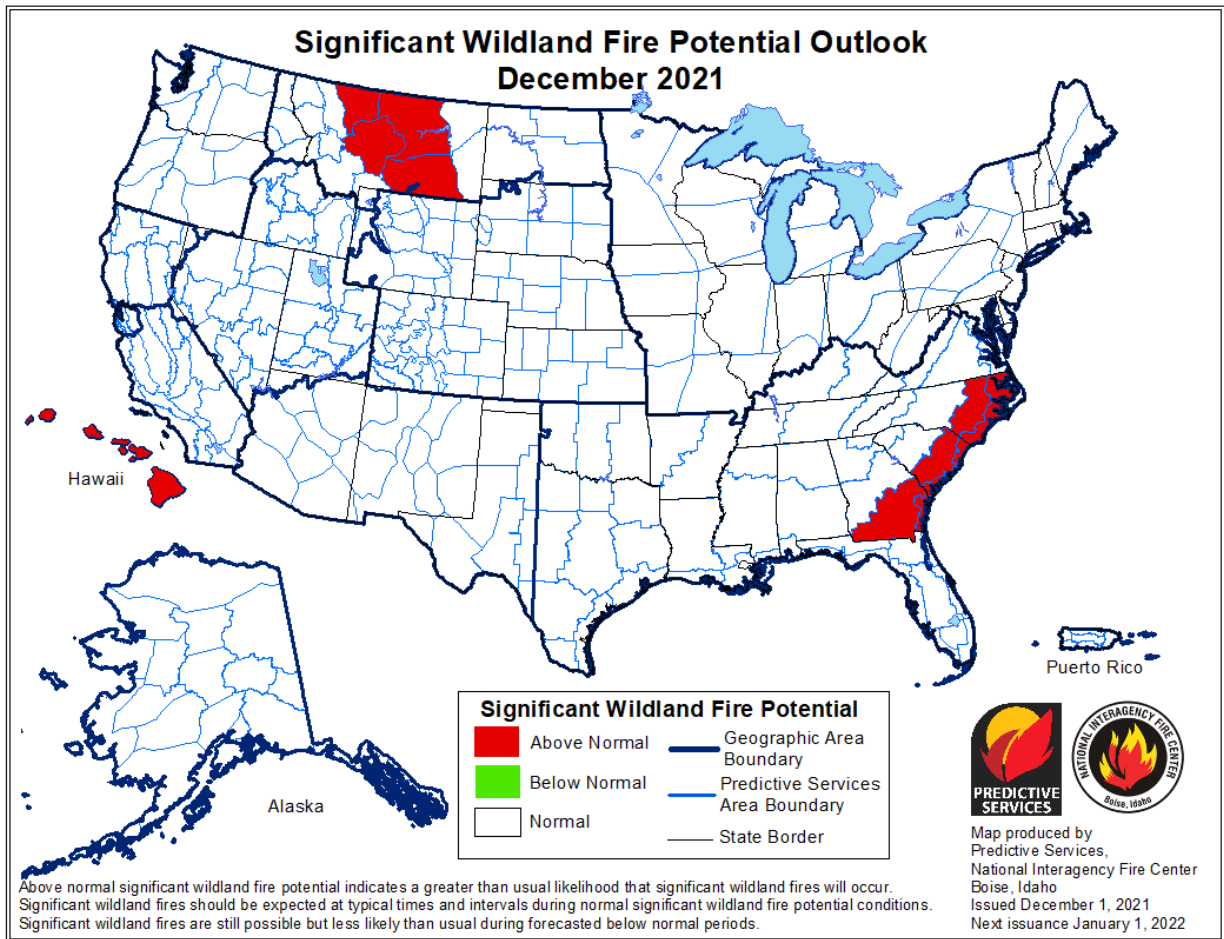 Significant Wildland Fire Potential Outlook
December 2021
Hawaii
Alaska
Puerto Rico
Significant Wildland Fire Potential
Above Normal
Below Normal
Normal
Geographic Area
Boundary
Predictive Services
Area Boundary
State Border
PREDICTIVE
SERVICES
NATIONAL INTERAGENCY FIRE CENTER
Boise, Idaho
Map produced by
Predictive Services,
National Interagency Fire Center
Boise, Idaho
Issued December 1, 2021
Next issuance January 1, 2022
Above normal significant wildland fire potential indicates a greater than usual likelihood that significant wildland fires will occur.
Significant wildland fires should be expected at typical times and intervals during normal significant wildland fire potential conditions.
Significant wildland fires are still possible but less likely than usual during forecasted below normal periods.